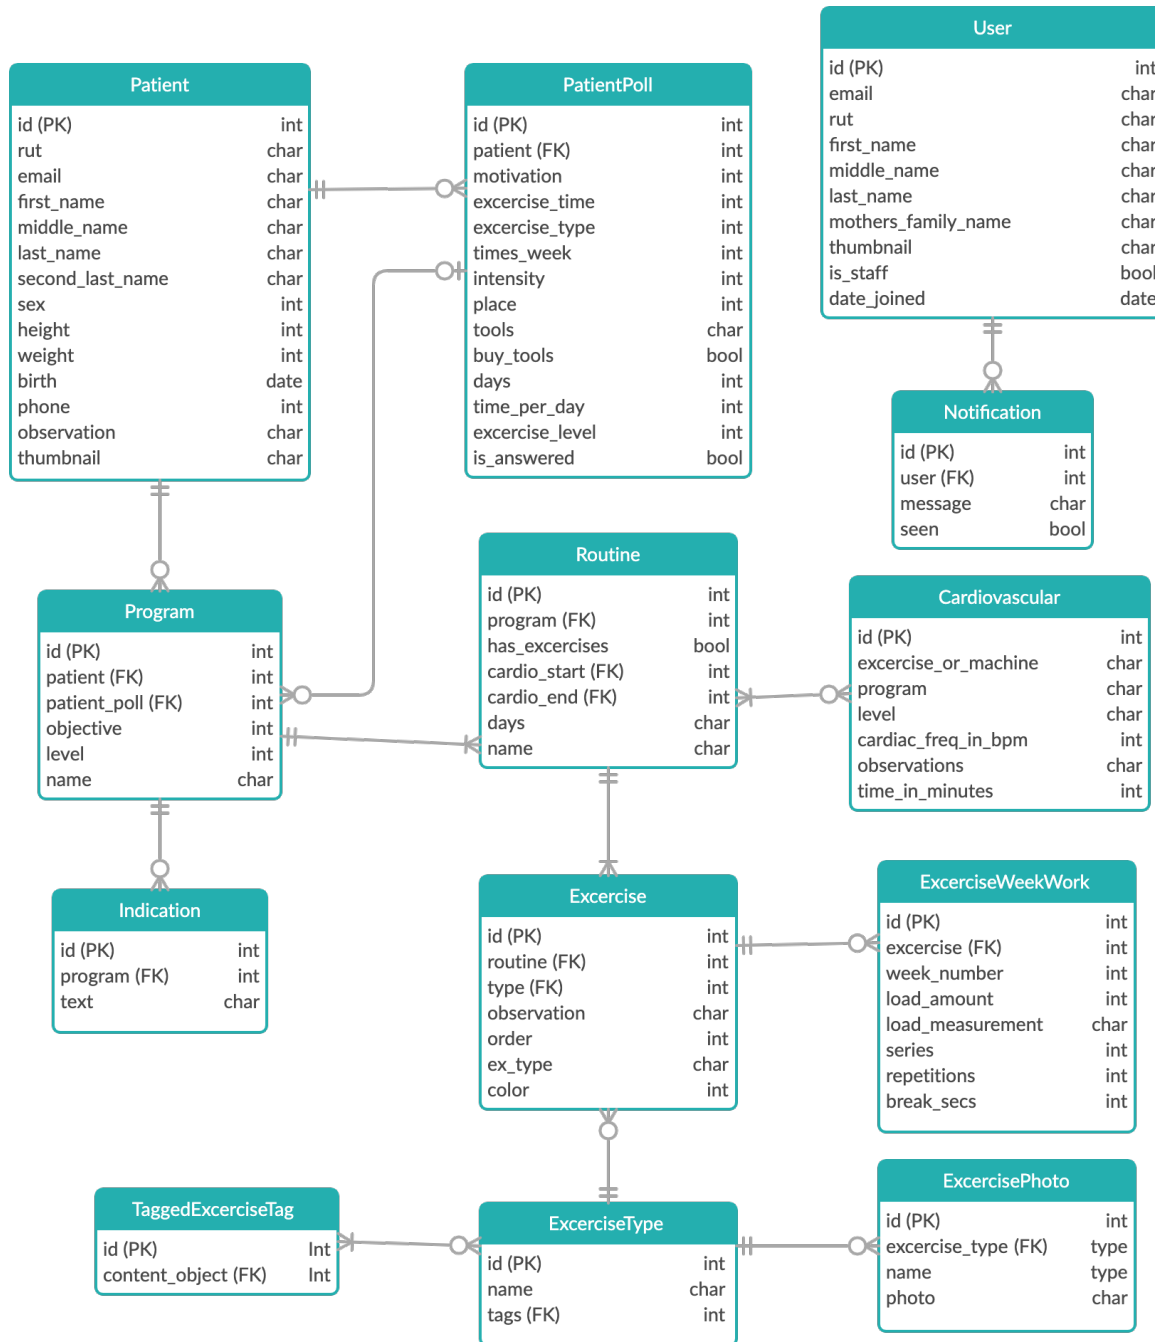 User
id (PK) int
email char
rut char
first_name char
middle_name char
last_name char
mothers_family_name char
thumbnail char
is_staff bool
date_joined date
Patient
id (PK) int
rut char
email char
first_name char
middle_name char
last_name char
second_last_name char
sex int
height int
weight int
birth date
phone int
observation char
thumbnail char
PatientPoll
id (PK) int
patient (FK) int
motivation int
excercise_time int
excercise_type int
times_week int
intensity int
place int
tools char
buy_tools bool
days int
time_per_day int
excercise_level int
is_answered bool
Notification
id (PK) int
user (FK) int
message char
seen bool
Program
id (PK) int
patient (FK) int
patient_poll (FK) int
objective int
level int
name char
Routine
id (PK) int
program (FK) int
has_excercises bool
cardio_start (FK) int
cardio_end (FK) int
days char
name char
Cardiovascular
id (PK) int
excercise_or_machine char
program char
level char
cardiac_freq_in_bpm int
observations char
time_in_minutes int
Indication
id (PK) int
program (FK) int
text char
Excercise
id (PK) int
routine (FK) int
type (FK) int
observation char
order int
ex_type char
color int
ExcerciseWeekWork
id (PK) int
excercise (FK) int
week_number int
load_amount int
load_measurement char
series int
repetitions int
break_secs int
TaggedExcerciseTag
id (PK) Int
content_object (FK) Int
ExcerciseType
id (PK) int
name char
tags (FK) int
ExcercisePhoto
id (PK) int
excercise_type (FK) type
name type
photo char